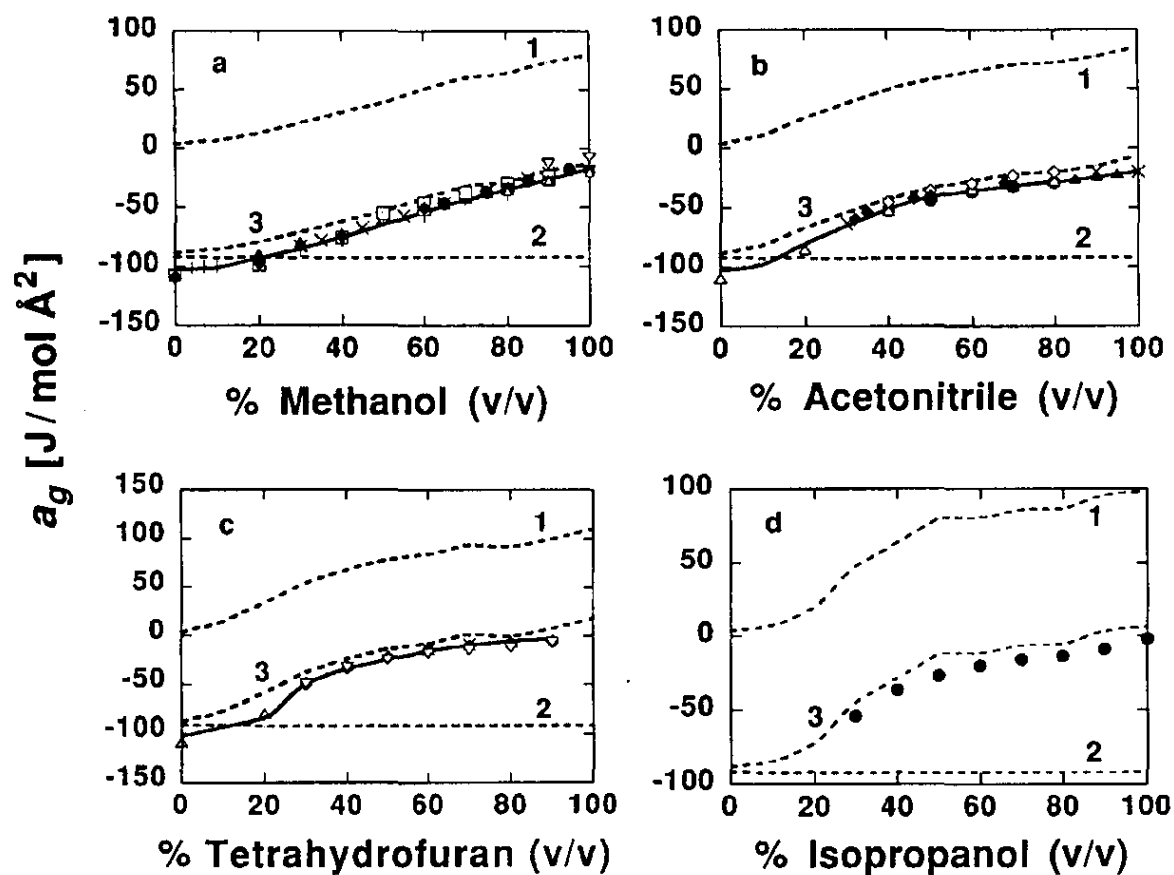 a_g [J/mol Å²]
100
50
0
-50
-100
-150
a
1
3
2
0 20 40 60 80 100
% Methanol (v/v)
100
50
0
-50
-100
-150
b
1
3
2
0 20 40 60 80 100
% Acetonitrile (v/v)
150
100
50
0
-50
-100
-150
c
1
3
2
0 20 40 60 80 100
% Tetrahydrofuran (v/v)
100
50
0
-50
-100
d
1
3
2
0 20 40 60 80 100
% Isopropanol (v/v)